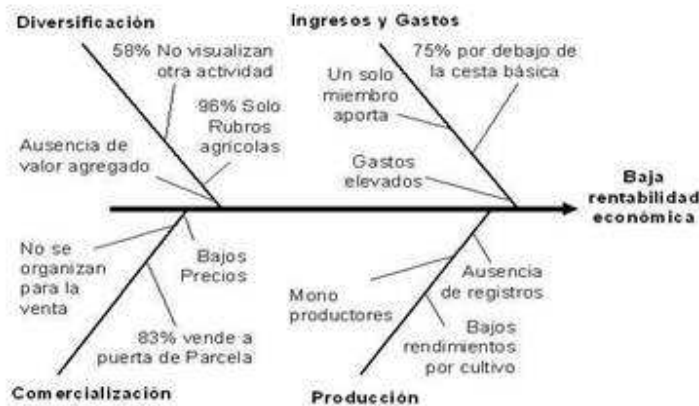 Diversificación
58% No visualizan
otra actividad
96% Solo
Rubros
agrícolas
Ausencia de
valor agregado
Ingresos y Gastos
75% por debajo de
la cesta básica
Un solo
miembro
aporta
Gastos
elevados
Baja
rentabilidad
económica
No se
organizan
para la
venta
Bajos
Precios
83% vende a
puerta de Parcela
Comercialización
Mono
productores
Ausencia
de registros
Bajos
rendimientos
por cultivo
Producción